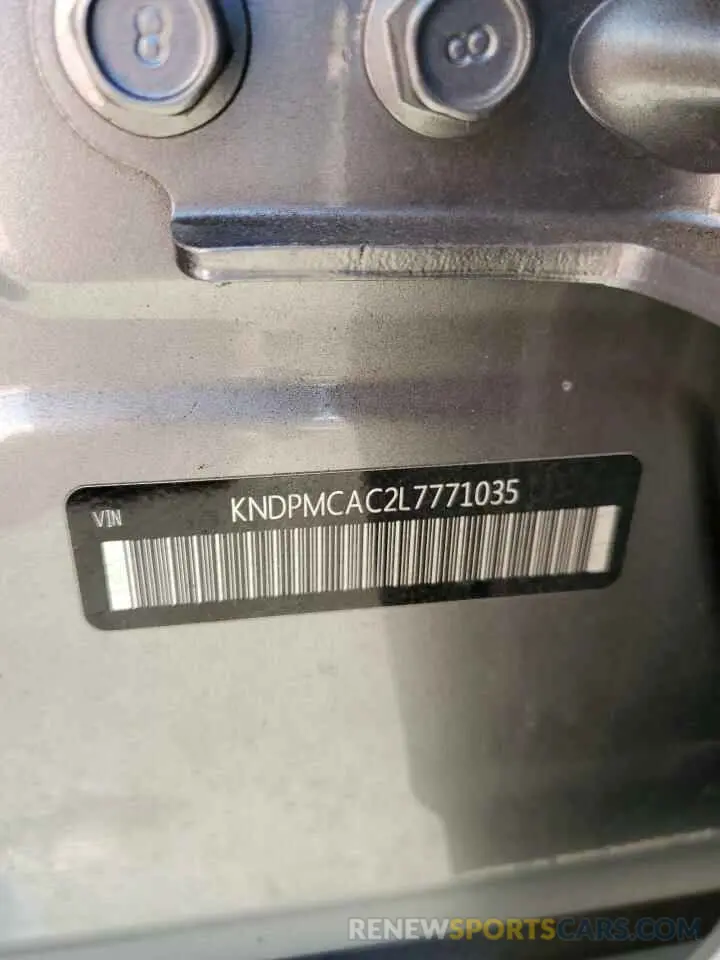 8 8
VIN KNDPMCAC2L7771035
RENEWSPORTSCARS.COM